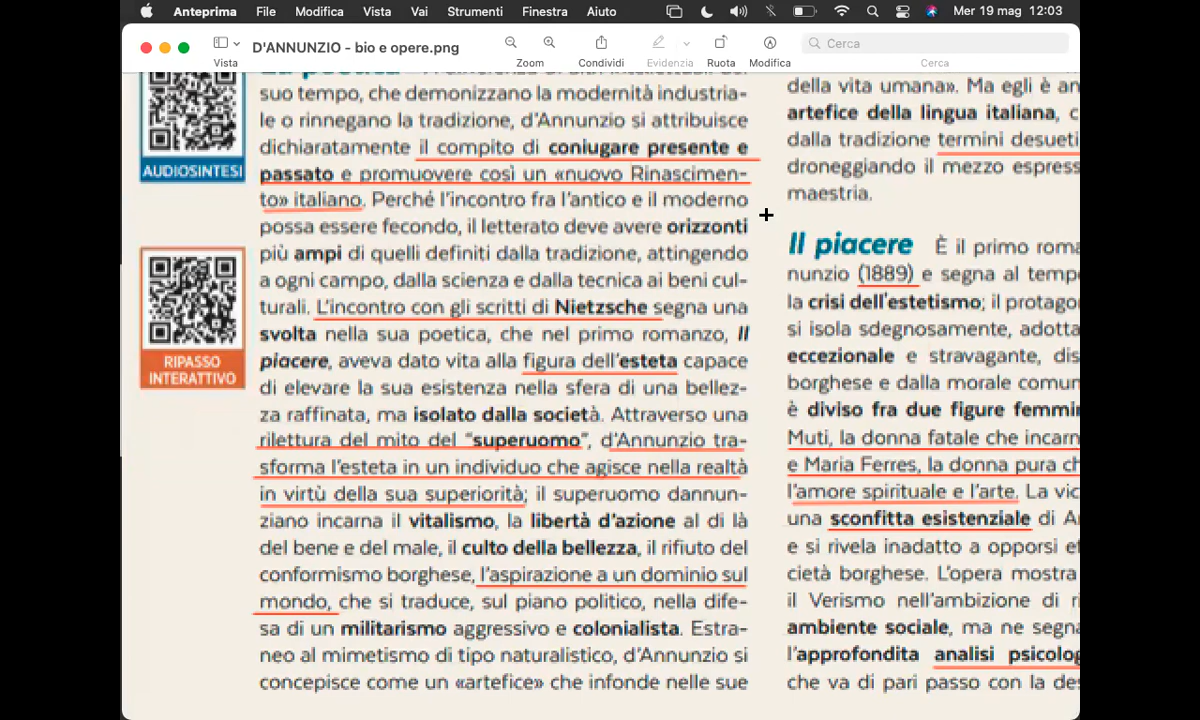 Anteprima File Modifica Vista Vai Strumenti Finestra Aiuto Mer 19 mag 12:03
D'ANNUNZIO - bio e opere.png
Cerca
Vista Zoom Condividi Evidenzia Ruota Modifica Cerca
AUDIOSINTESI
RIPASSO
INTERATTIVO
suo tempo, che demonizzano la modernità industria-
le o rinnegano la tradizione, d'Annunzio si attribuisce
dichiaratamente il compito di coniugare presente e
passato e promuovere così un «nuovo Rinascimen-
to» italiano. Perché l'incontro fra l'antico e il moderno
possa essere fecondo, il letterato deve avere orizzonti
più ampi di quelli definiti dalla tradizione, attingendo
a ogni campo, dalla scienza e dalla tecnica ai beni cul-
turali. L'incontro con gli scritti di Nietzsche segna una
svolta nella sua poetica, che nel primo romanzo, Il
piacere, aveva dato vita alla figura dell'esteta capace
di elevare la sua esistenza nella sfera di una bellez-
za raffinata, ma isolato dalla società. Attraverso una
rilettura del mito del "superuomo", d'Annunzio tra-
sforma l'esteta in un individuo che agisce nella realtà
in virtù della sua superiorità; il superuomo dannun-
ziano incarna il vitalismo, la libertà d'azione al di là
del bene e del male, il culto della bellezza, il rifiuto del
conformismo borghese, l'aspirazione a un dominio sul
mondo, che si traduce, sul piano politico, nella dife-
sa di un militarismo aggressivo e colonialista. Estra-
neo al mimetismo di tipo naturalistico, d'Annunzio si
concepisce come un «artefice» che infonde nelle sue
della vita umana». Ma egli è an
artefice della lingua italiana, c
dalla tradizione termini desueti
droneggiando il mezzo espress
maestria.
Il piacere È il primo roma
nunzio (1889) e segna al temp
la crisi dell'estetismo; il protago
si isola sdegnosamente, adotta
eccezionale e stravagante, dis
borghese e dalla morale comun
è diviso fra due figure femmi
Muti, la donna fatale che incarn
e Maria Ferres, la donna pura ch
l'amore spirituale e l'arte. La vic
una sconfitta esistenziale di A
e si rivela inadatto a opporsi ef
cietà borghese. L'opera mostra
il Verismo nell'ambizione di ri
ambiente sociale, ma ne segna
l'approfondita analisi psicolog
che va di pari passo con la des